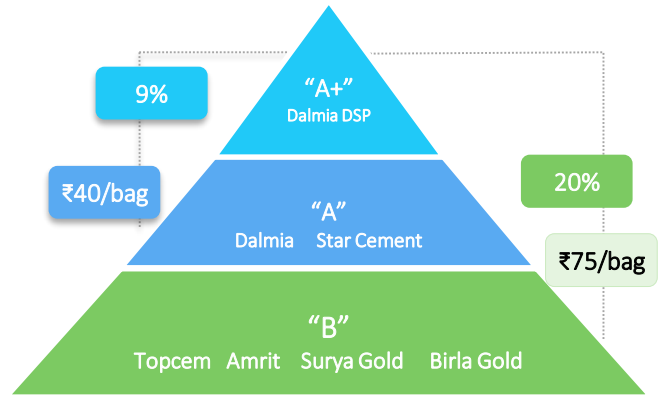 “A+”
Dalmia DSP
9%
₹40/bag
“A”
Dalmia Star Cement
20%
₹75/bag
“B”
Topcem Amrit Surya Gold Birla Gold